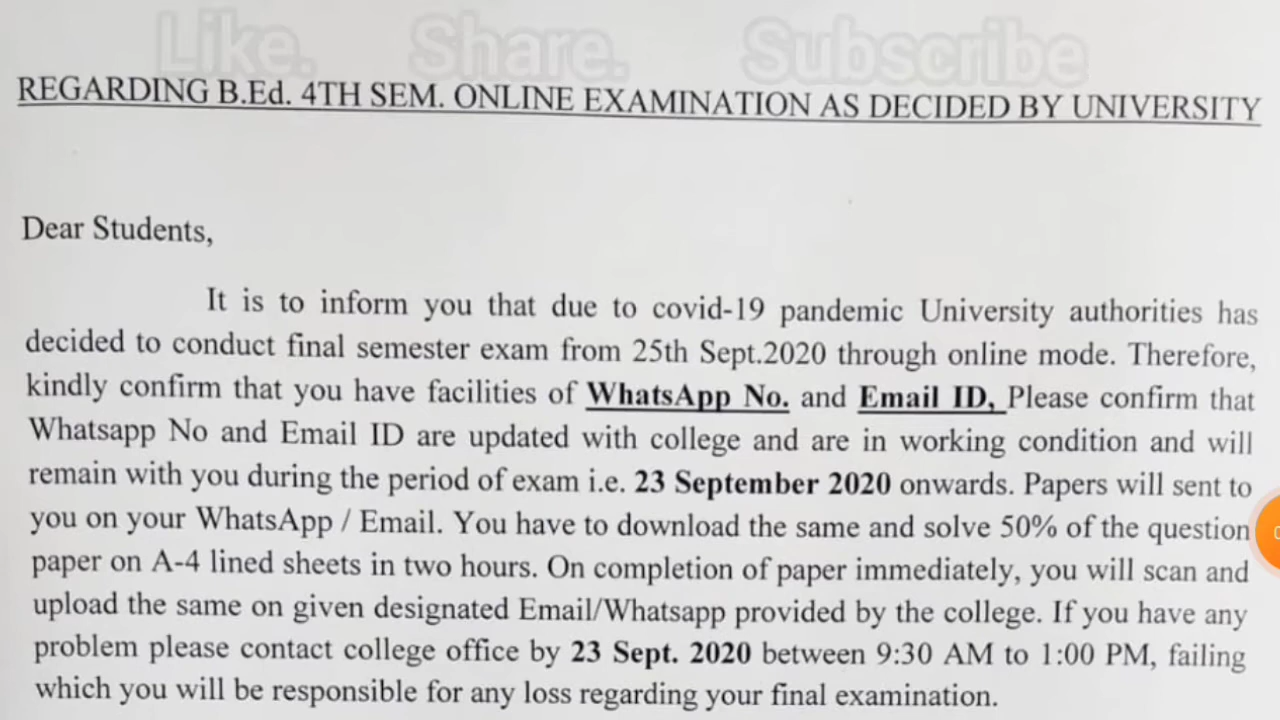 Like. Share. Subscribe
REGARDING B.Ed. 4TH SEM. ONLINE EXAMINATION AS DECIDED BY UNIVERSITY
Dear Students,
It is to inform you that due to covid-19 pandemic University authorities has
decided to conduct final semester exam from 25th Sept.2020 through online mode. Therefore,
kindly confirm that you have facilities of WhatsApp No. and Email ID, Please confirm that
Whatsapp No and Email ID are updated with college and are in working condition and will
remain with you during the period of exam i.e. 23 September 2020 onwards. Papers will sent to
you on your WhatsApp / Email. You have to download the same and solve 50% of the question
paper on A-4 lined sheets in two hours. On completion of paper immediately, you will scan and
upload the same on given designated Email/Whatsapp provided by the college. If you have any
problem please contact college office by 23 Sept. 2020 between 9:30 AM to 1:00 PM, failing
which you will be responsible for any loss regarding your final examination.